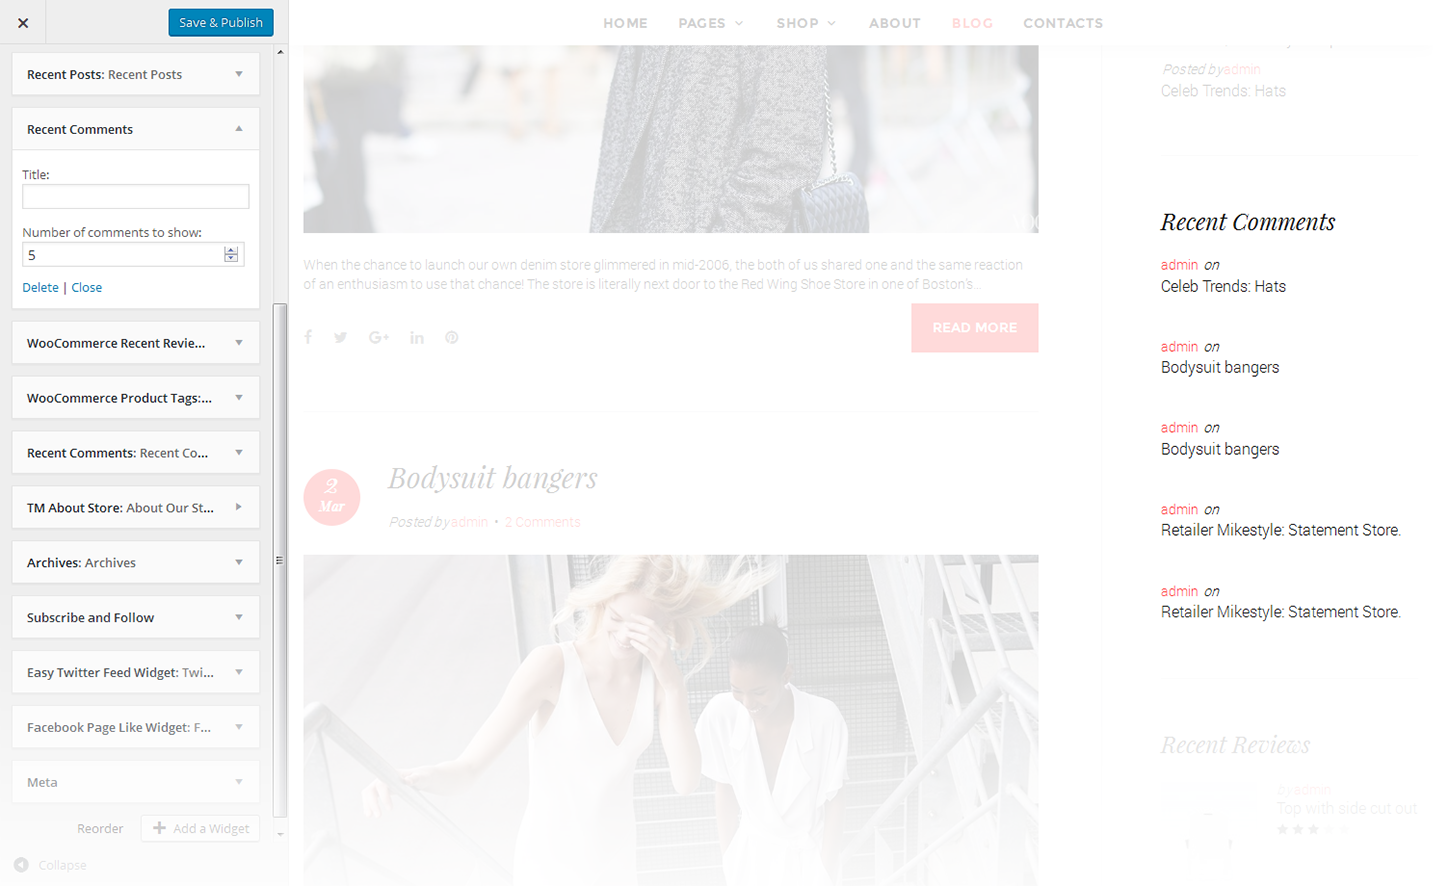 Save & Publish
Recent Posts: Recent Posts
Recent Comments
Title:
Number of comments to show:
5
Delete | Close
WooCommerce Recent Revie...
WooCommerce Product Tags:...
Recent Comments: Recent Co...
TM About Store: About Our St...
Archives: Archives
Subscribe and Follow
Easy Twitter Feed Widget: Twi...
Facebook Page Like Widget: F...
Meta
Reorder
Add a Widget
Collapse
HOME PAGES SHOP ABOUT BLOG CONTACTS
When the chance to launch our own denim store glimmered in mid-2006, the both of us shared one and the same reaction
of an enthusiasm to use that chance! The store is literally next door to the Red Wing Shoe Store in one of Boston's...
READ MORE
2
Mar
Bodysuit bangers
Posted by admin • 2 Comments
Posted by admin
Celeb Trends: Hats
Recent Comments
admin on
Celeb Trends: Hats
admin on
Bodysuit bangers
admin on
Bodysuit bangers
admin on
Retailer Mikestyle: Statement Store.
admin on
Retailer Mikestyle: Statement Store.
Recent Reviews
by admin
Top with side cut out